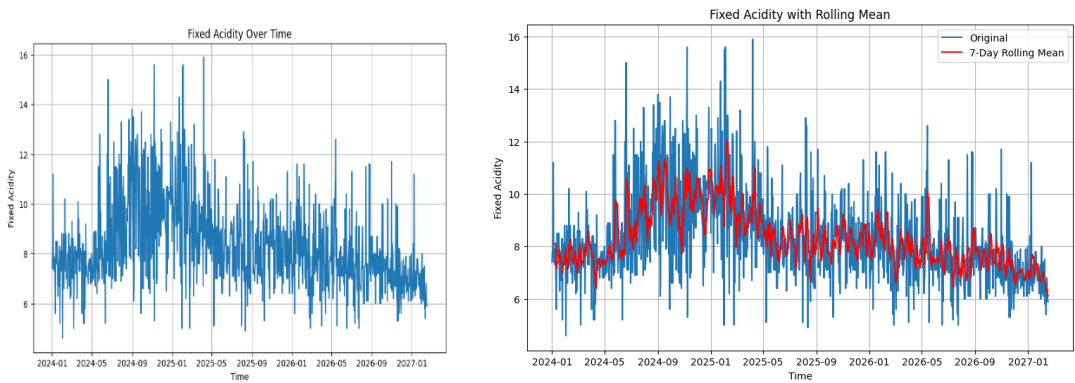 Fixed Acidity Over Time
Fixed Acidity
16
14
12
10
8
6
2024-01 2024-05 2024-09 2025-01 2025-05 2025-09 2026-01 2026-05 2026-09 2027-01
Time
Fixed Acidity with Rolling Mean
Original
7-Day Rolling Mean
Fixed Acidity
16
14
12
10
8
6
2024-01 2024-05 2024-09 2025-01 2025-05 2025-09 2026-01 2026-05 2026-09 2027-01
Time